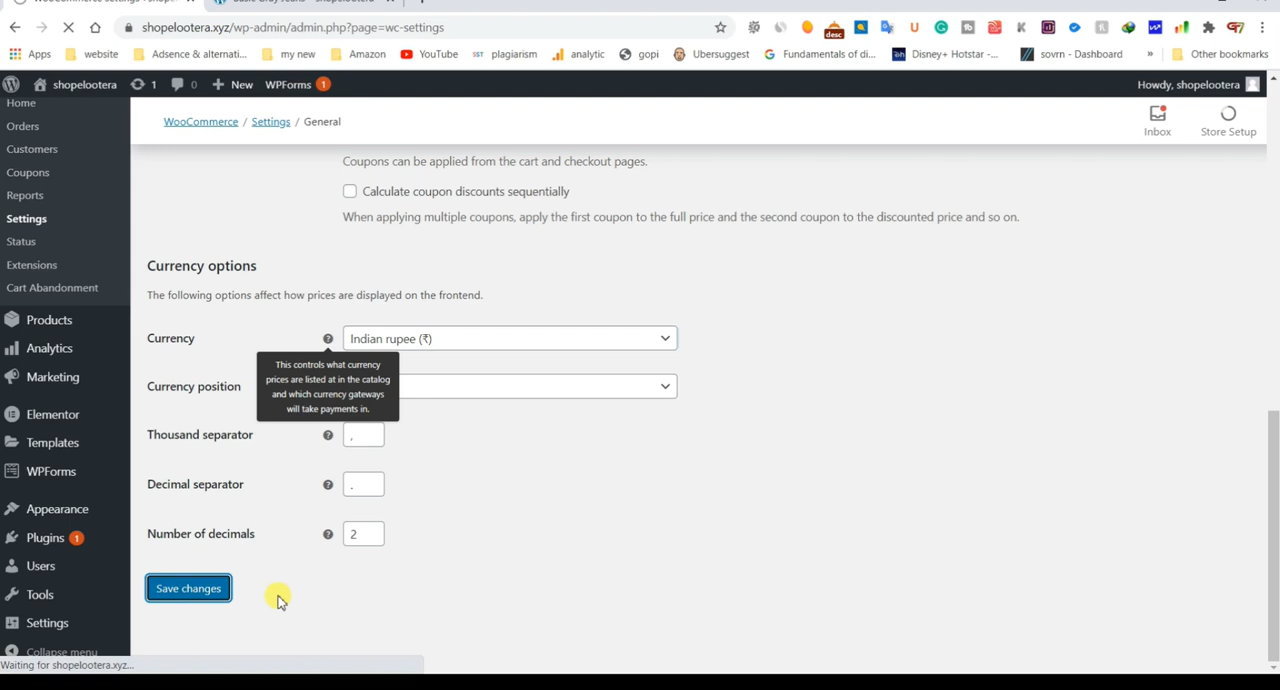 WooCommerce settings
Basic Gray Jeans – shopelootera
shopelootera.xyz/wp-admin/admin.php?page=wc-settings
desc
Apps website Adsence & alternati... my new Amazon YouTube SST plagiarism analytic gopi Ubersuggest Fundamentals of di... Disney+ Hotstar -... sovrn - Dashboard » Other bookmarks
shopelootera 1 0 + New WPForms 1 Howdy, shopelootera
Home
Orders
Customers
Coupons
Reports
Settings
Status
Extensions
Cart Abandonment
Products
Analytics
Marketing
Elementor
Templates
WPForms
Appearance
Plugins 1
Users
Tools
Settings
Collapse menu
WooCommerce / Settings / General
Inbox
Store Setup
Coupons can be applied from the cart and checkout pages.
Calculate coupon discounts sequentially
When applying multiple coupons, apply the first coupon to the full price and the second coupon to the discounted price and so on.
Currency options
The following options affect how prices are displayed on the frontend.
Currency ? Indian rupee (₹)
This controls what currency
prices are listed at in the catalog
and which currency gateways
will take payments in.
Currency position
Thousand separator ? ,
Decimal separator ? .
Number of decimals ? 2
Save changes
Waiting for shopelootera.xyz...